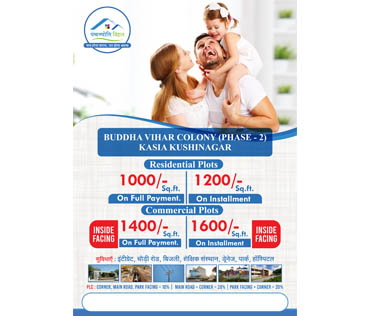 पंचज्योति विहार
BUDDHA VIHAR COLONY (PHASE - 2)
KASIA KUSHINAGAR
Residential Plots
1000/- Sq.ft. 1200/- Sq.ft.
On Full Payment. On Installment
Commercial Plots
INSIDE FACING 1400/- Sq.ft. 1600/- Sq.ft. INSIDE FACING
On Full Payment. On Installment
सुविधाएँ : इंटीग्रेट, चौड़ी रोड, बिजली, शैक्षिक संस्थान, ड्रेनेज, पार्क, हॉस्पिटल
PLC : CORNER, MAIN ROAD, PARK FACING + 10% | MAIN ROAD + CORNER + 20% | PARK FACING + CORNER + 20%